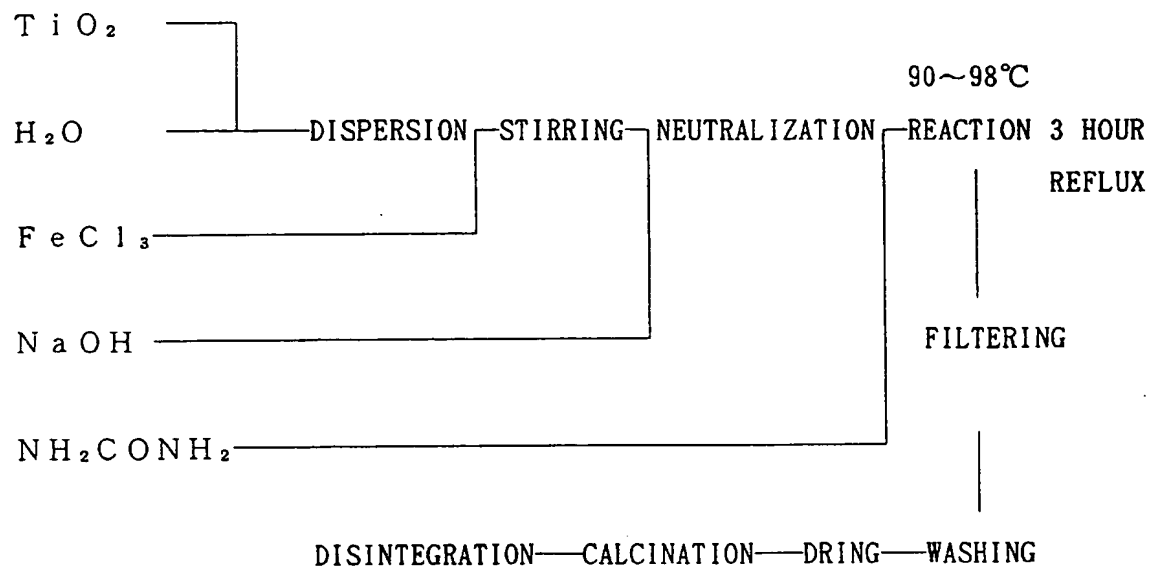 TiO₂
90~98℃
H₂O DISPERSION STIRRING NEUTRALIZATION REACTION 3 HOUR
REFLUX
FeCl₃
NaOH FILTERING
NH₂CONH₂
DISINTEGRATION CALCINATION DRING WASHING